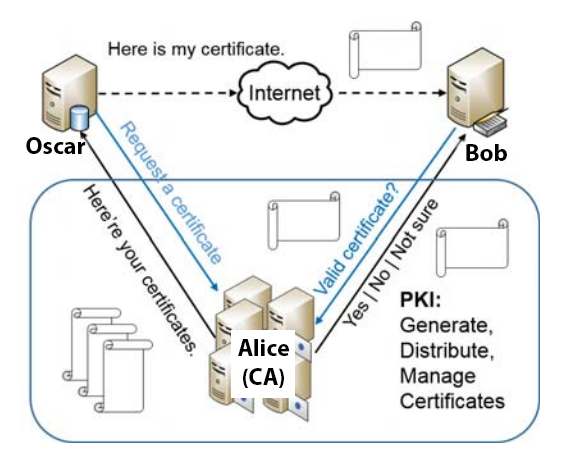 Here is my certificate.
Internet
Oscar
Bob
Request a certificate
Here're your certificates.
Valid certificate?
Yes | No | Not sure
Alice
(CA)
PKI:
Generate,
Distribute,
Manage
Certificates